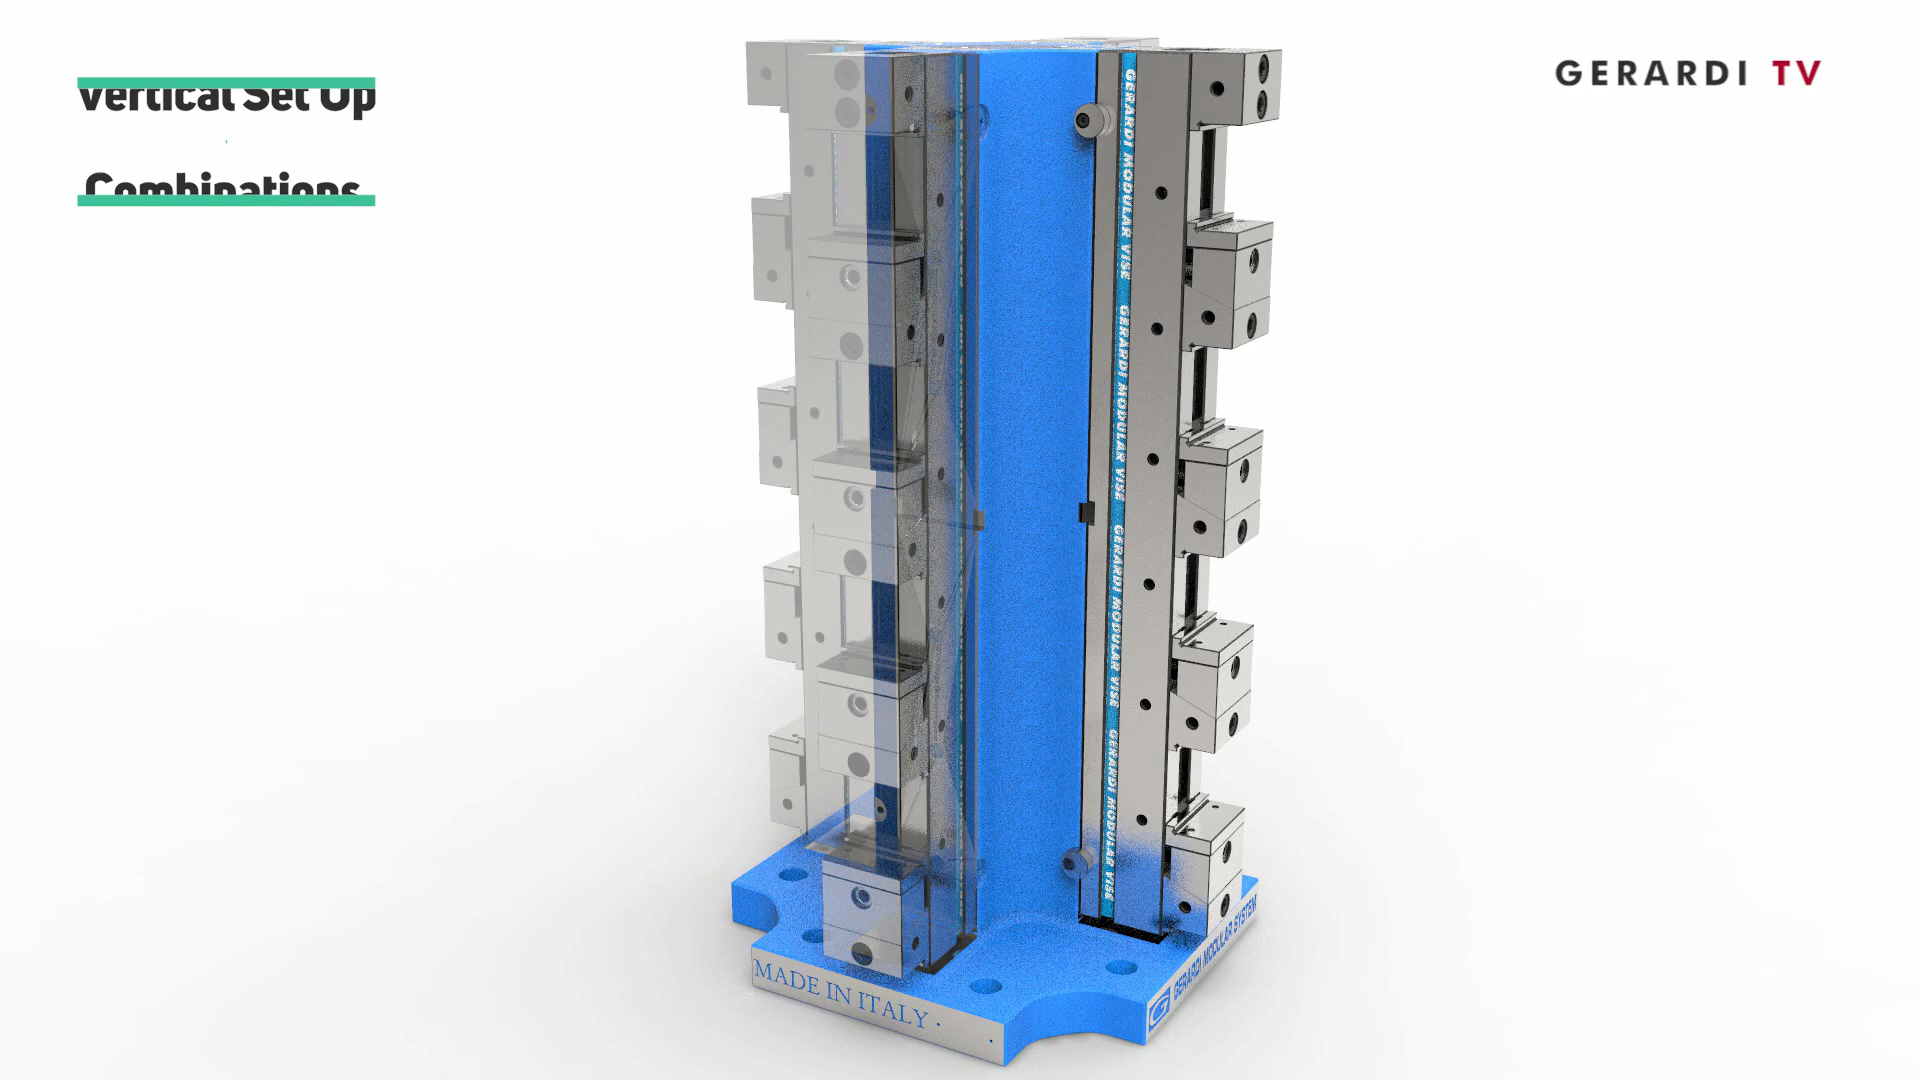 Vertical Set Up
Combinations
GERARDI TV
GERARDI MODULAR VISE
GERARDI MODULAR VISE
GERARDI MODULAR VISE
GERARDI MODULAR VISE
MADE IN ITALY
GERARDI MODULAR SYSTEM